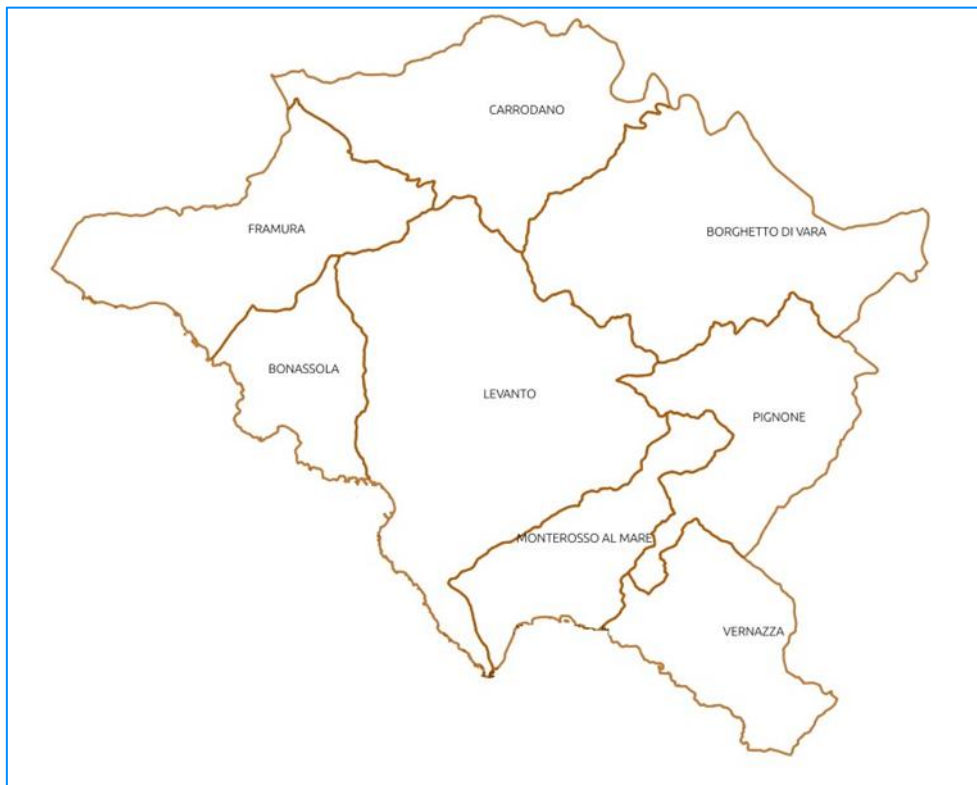 CARRODANO
FRAMURA
BORGHETTO DI VARA
BONASSOLA
LEVANTO
PIGNONE
MONTEROSSO AL MARE
VERNAZZA